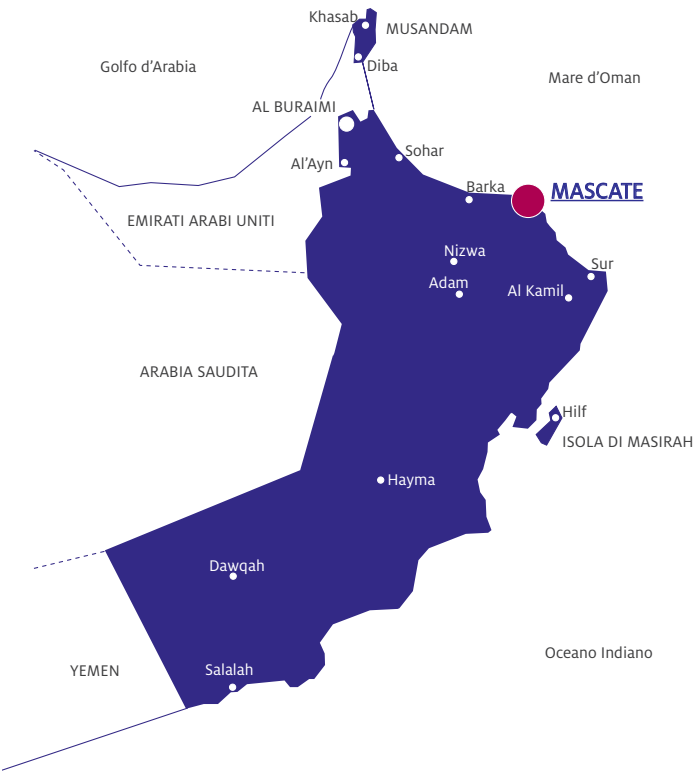 Khasab
MUSANDAM
Golfo d'Arabia
Diba
Mare d'Oman
AL BURAIMI
Sohar
Al'Ayn
Barka
MASCATE
EMIRATI ARABI UNITI
Nizwa
Sur
Adam
Al Kamil
ARABIA SAUDITA
Hilf
ISOLA DI MASIRAH
Hayma
Dawqah
Oceano Indiano
YEMEN
Salalah